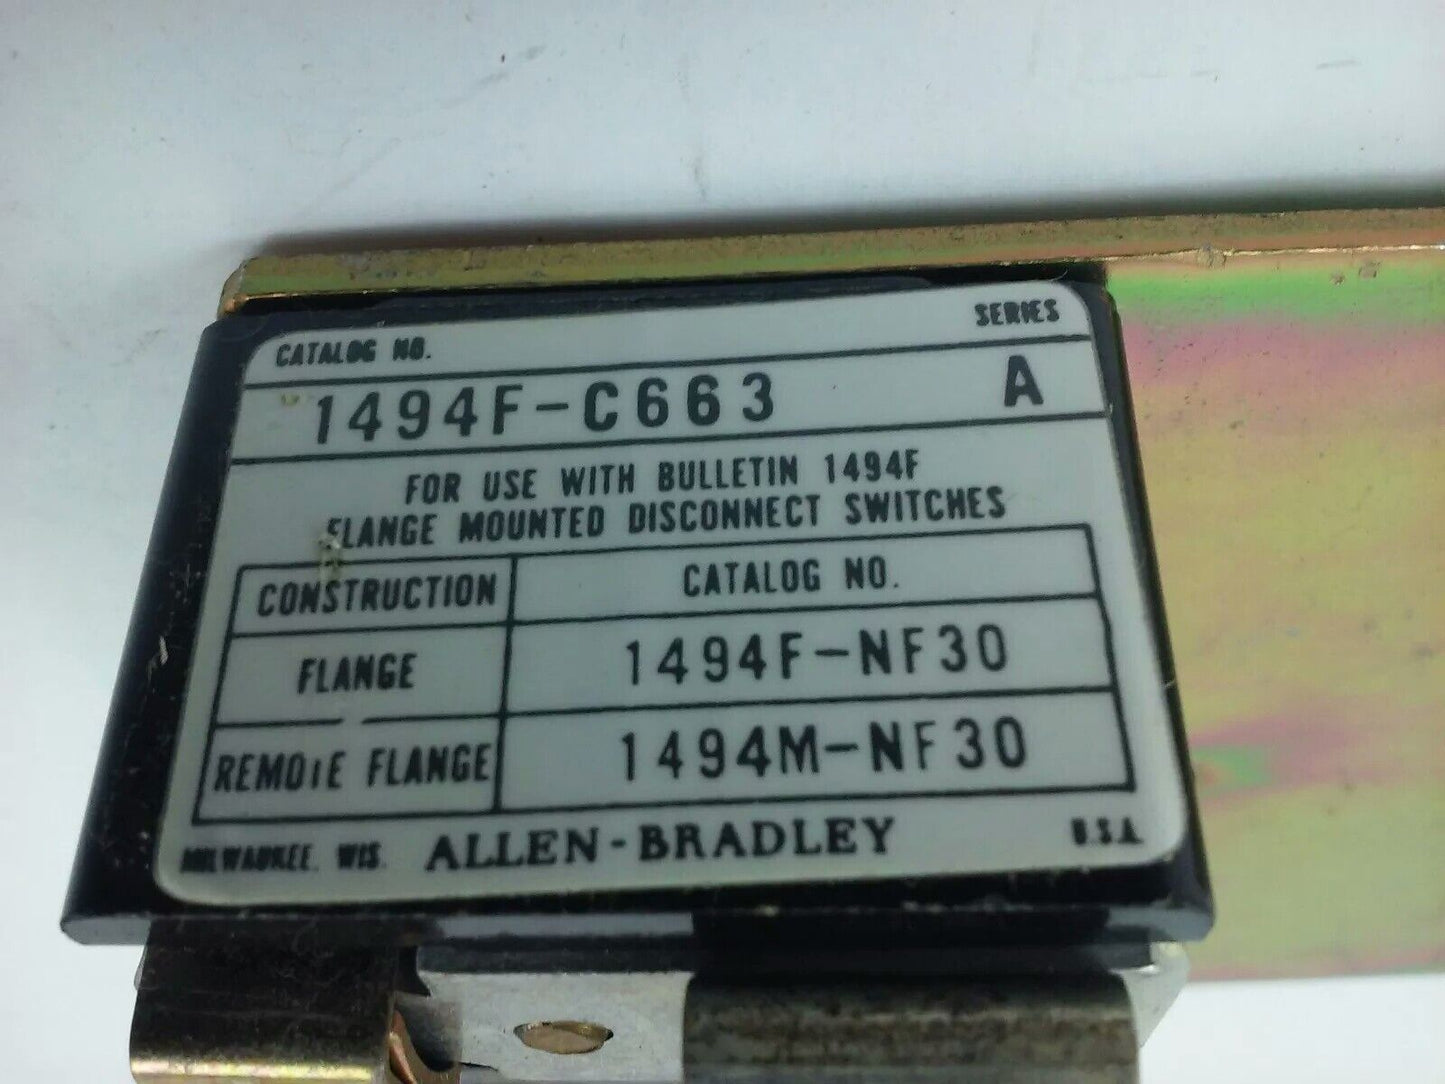 CATALOG NO. SERIES
1494F-C663 A
FOR USE WITH BULLETIN 1494F
FLANGE MOUNTED DISCONNECT SWITCHES
CONSTRUCTION CATALOG NO.
FLANGE 1494F-NF30
REMOTE FLANGE 1494M-NF30
MILWAUKEE, WIS. ALLEN-BRADLEY U.S.A.